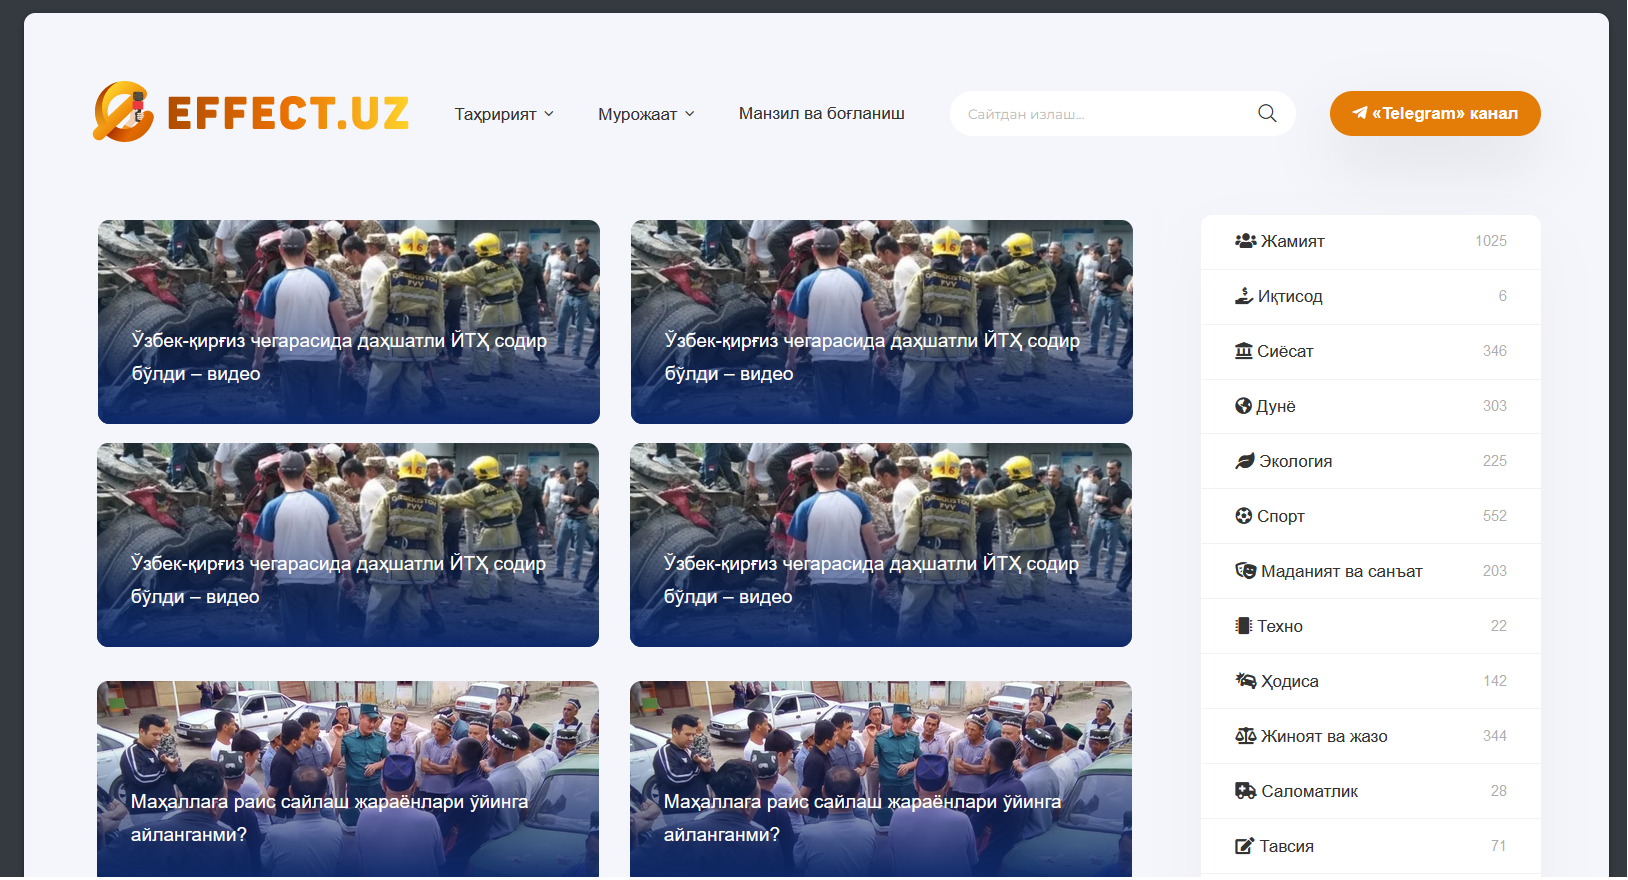 EFFECT.UZ
Таҳририят
Мурожаат
Манзил ва боғланиш
Сайтдан излаш...
«Telegram» канал
Ўзбек-қирғиз чегарасида даҳшатли ЙТҲ содир
бўлди – видео
Ўзбек-қирғиз чегарасида даҳшатли ЙТҲ содир
бўлди – видео
Ўзбек-қирғиз чегарасида даҳшатли ЙТҲ содир
бўлди – видео
Ўзбек-қирғиз чегарасида даҳшатли ЙТҲ содир
бўлди – видео
Маҳаллага раис сайлаш жараёнлари ўйинга
айланганми?
Маҳаллага раис сайлаш жараёнлари ўйинга
айланганми?
Жамият 1025
Иқтисод 6
Сиёсат 346
Дунё 303
Экология 225
Спорт 552
Маданият ва санъат 203
Техно 22
Ҳодиса 142
Жиноят ва жазо 344
Саломатлик 28
Тавсия 71